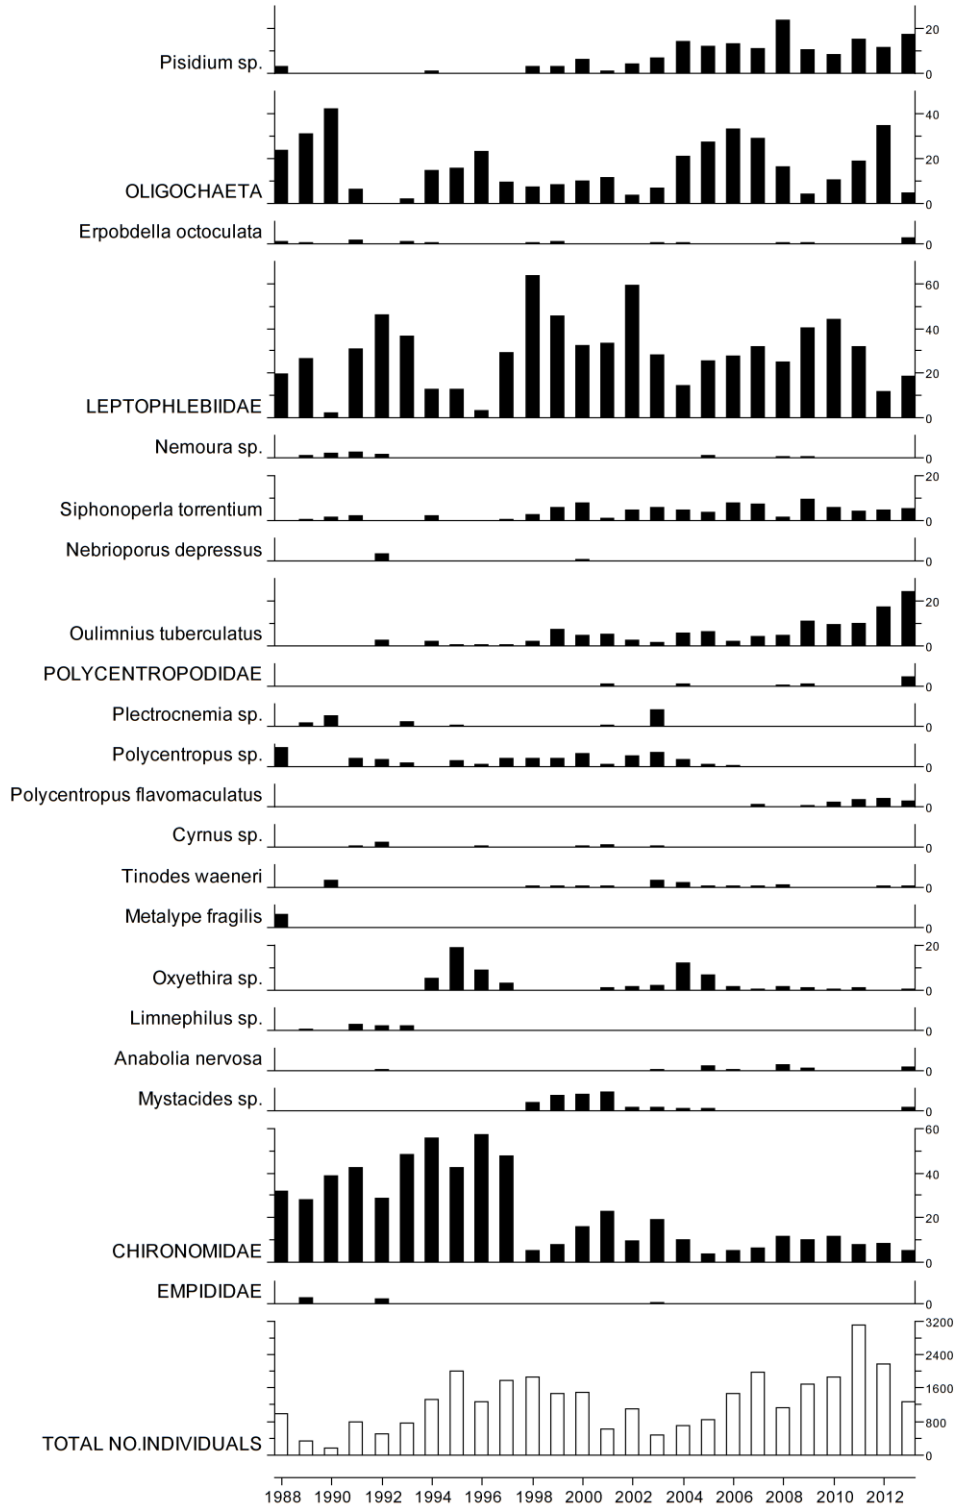 Pisidium sp.
20
0
OLIGOCHAETA
40
20
0
Erpobdella octoculata
0
LEPTOPHLEBIIDAE
60
40
20
0
Nemoura sp.
0
Siphonoperla torrentium
20
0
Nebrioporus depressus
0
Oulimnius tuberculatus
20
0
POLYCENTROPODIDAE
0
Plectrocnemia sp.
0
Polycentropus sp.
0
Polycentropus flavomaculatus
0
Cyrnus sp.
0
Tinodes waeneri
0
Metalype fragilis
0
Oxyethira sp.
20
0
Limnephilus sp.
0
Anabolia nervosa
0
Mystacides sp.
0
CHIRONOMIDAE
60
40
20
0
EMPIDIDAE
0
TOTAL NO.INDIVIDUALS
3200
2400
1600
800
0
1988 1990 1992 1994 1996 1998 2000 2002 2004 2006 2008 2010 2012